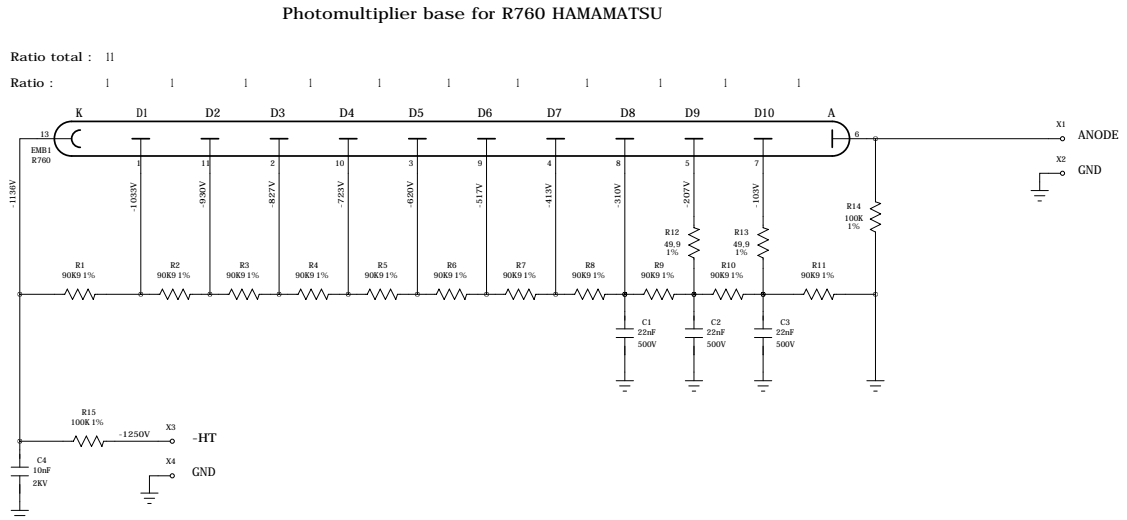 Photomultiplier base for R760 HAMAMATSU
Ratio total : 11
Ratio : 1 1 1 1 1 1 1 1 1 1 1
K D1 D2 D3 D4 D5 D6 D7 D8 D9 D10 A
13 6
EMB1
R760
1 11 2 10 3 9 4 8 5 7
X1
ANODE
X2
GND
-1136V -1033V -930V -827V -723V -620V -517V -413V -310V -207V -103V
R14
100K
1%
R12
49,9
1%
R13
49,9
1%
R1 R2 R3 R4 R5 R6 R7 R8 R9 R10 R11
90K9 1% 90K9 1% 90K9 1% 90K9 1% 90K9 1% 90K9 1% 90K9 1% 90K9 1% 90K9 1% 90K9 1% 90K9 1%
C1
22nF
500V
C2
22nF
500V
C3
22nF
500V
R15
100K 1%
-1250V
X3
-HT
X4
GND
C4
10nF
2KV